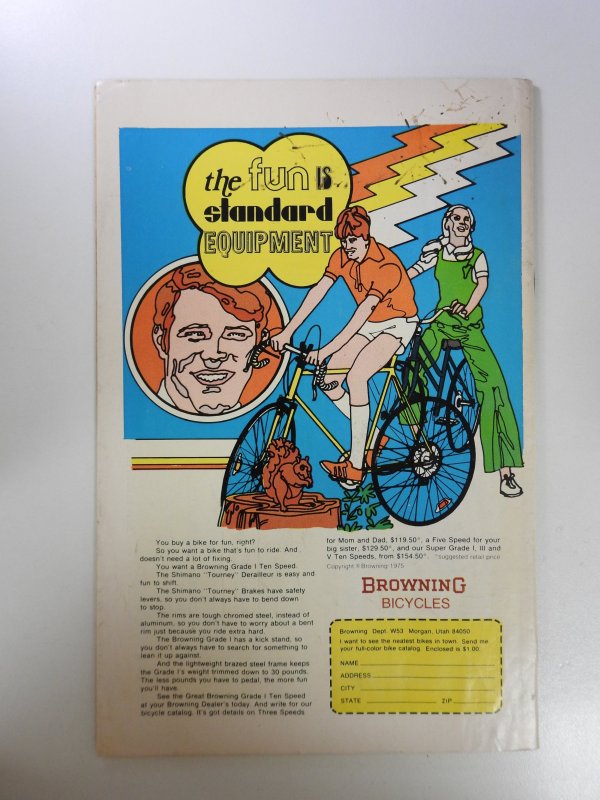 the fun IS
standard
EQUIPMENT
You buy a bike for fun, right?
So you want a bike that's fun to ride. And
doesn't need a lot of fixing.
You want a Browning Grade I Ten Speed.
The Shimano "Tourney" Derailleur is easy and
fun to shift.
The Shimano "Tourney" Brakes have safety
levers, so you don't always have to bend down
to stop.
The rims are tough chromed steel, instead of
aluminum, so you don't have to worry about a bent
rim just because you ride extra hard.
The Browning Grade I has a kick stand, so
you don't always have to search for something to
lean it up against.
And the lightweight brazed steel frame keeps
the Grade I's weight trimmed down to 30 pounds.
The less pounds you have to pedal, the more fun
you'll have.
See the Great Browning Grade I Ten Speed
at your Browning Dealer's today. And write for our
bicycle catalog. It's got details on Three Speeds
for Mom and Dad, $119.50*, a Five Speed for your
big sister, $129.50*, and our Super Grade I, III and
V Ten Speeds, from $154.50*. *suggested retail price
Copyright © Browning 1975
BROWNING
BICYCLES
Browning Dept. W53 Morgan, Utah 84050
I want to see the neatest bikes in town. Send me
your full-color bike catalog. Enclosed is $1.00.
NAME
ADDRESS
CITY
STATE ZIP